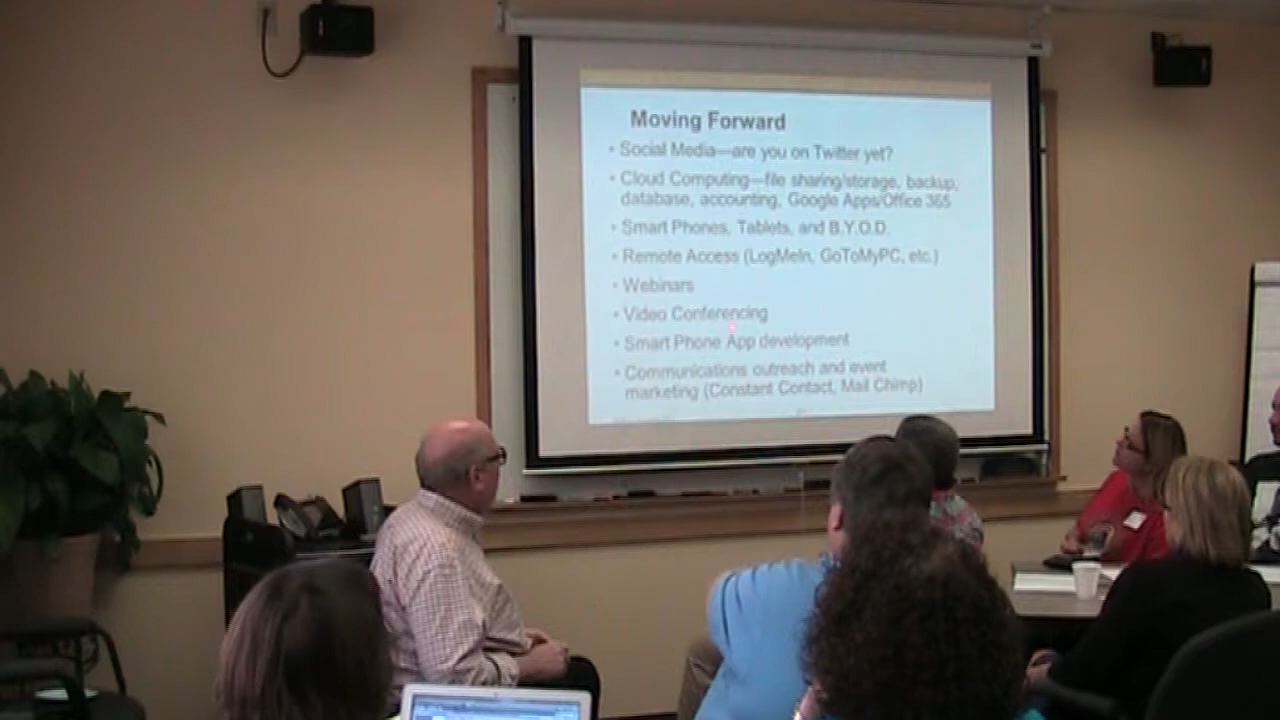 Moving Forward
• Social Media—are you on Twitter yet?
• Cloud Computing—file sharing/storage, backup,
database, accounting, Google Apps/Office 365
• Smart Phones, Tablets, and B.Y.O.D.
• Remote Access (LogMeIn, GoToMyPC, etc.)
• Webinars
• Video Conferencing
• Smart Phone App development
• Communications outreach and event
marketing (Constant Contact, Mail Chimp)